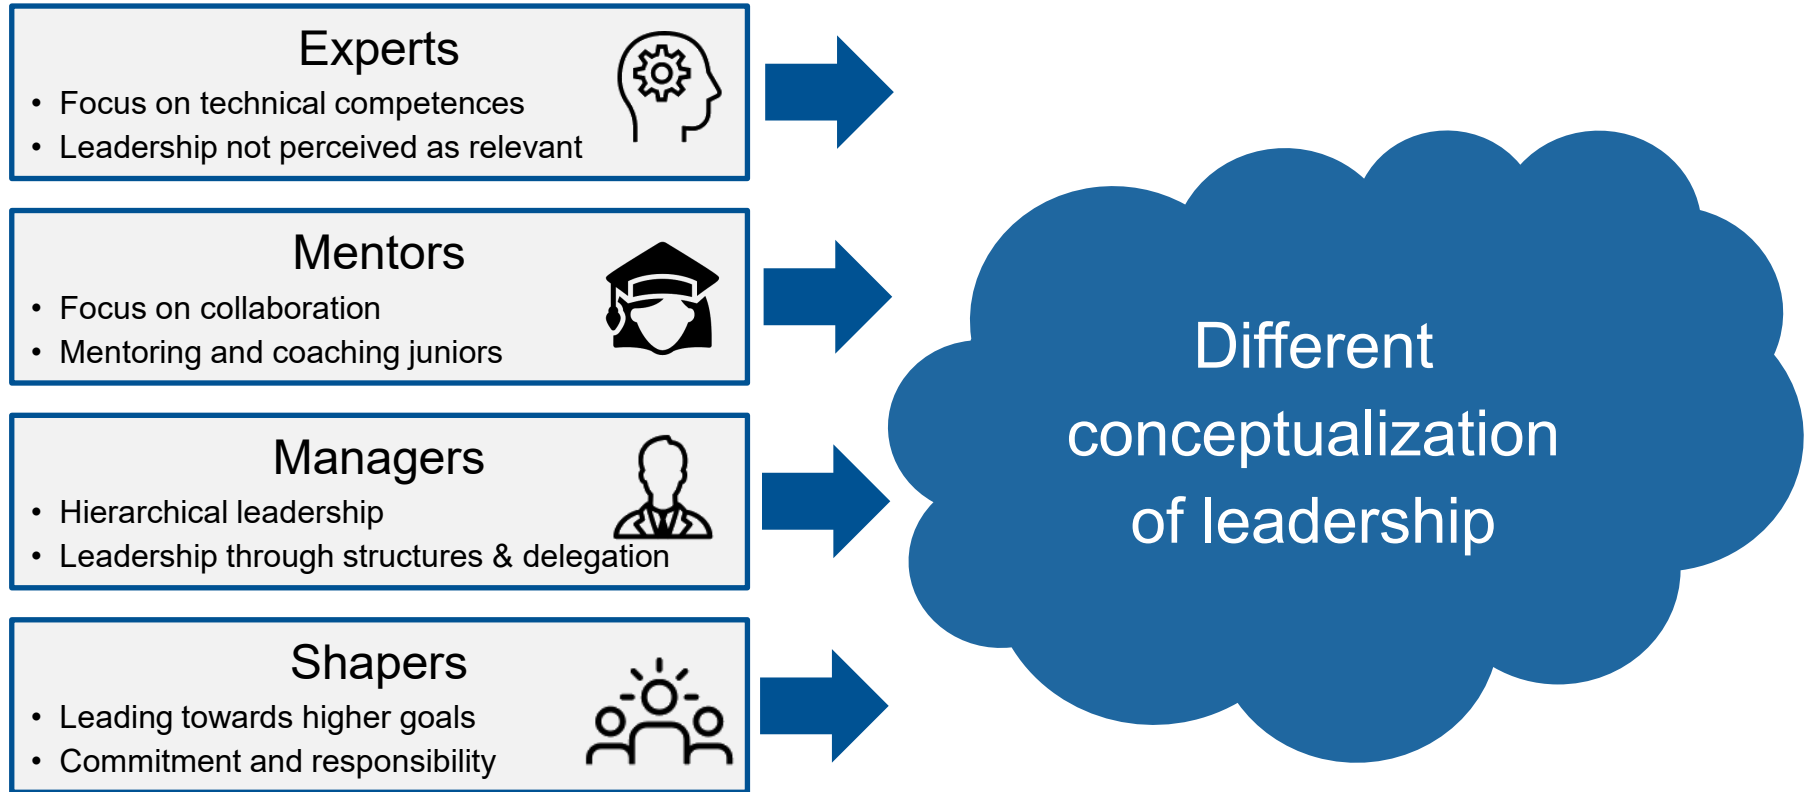 Experts
• Focus on technical competences
• Leadership not perceived as relevant
Mentors
• Focus on collaboration
• Mentoring and coaching juniors
Managers
• Hierarchical leadership
• Leadership through structures & delegation
Shapers
• Leading towards higher goals
• Commitment and responsibility
Different
conceptualization
of leadership